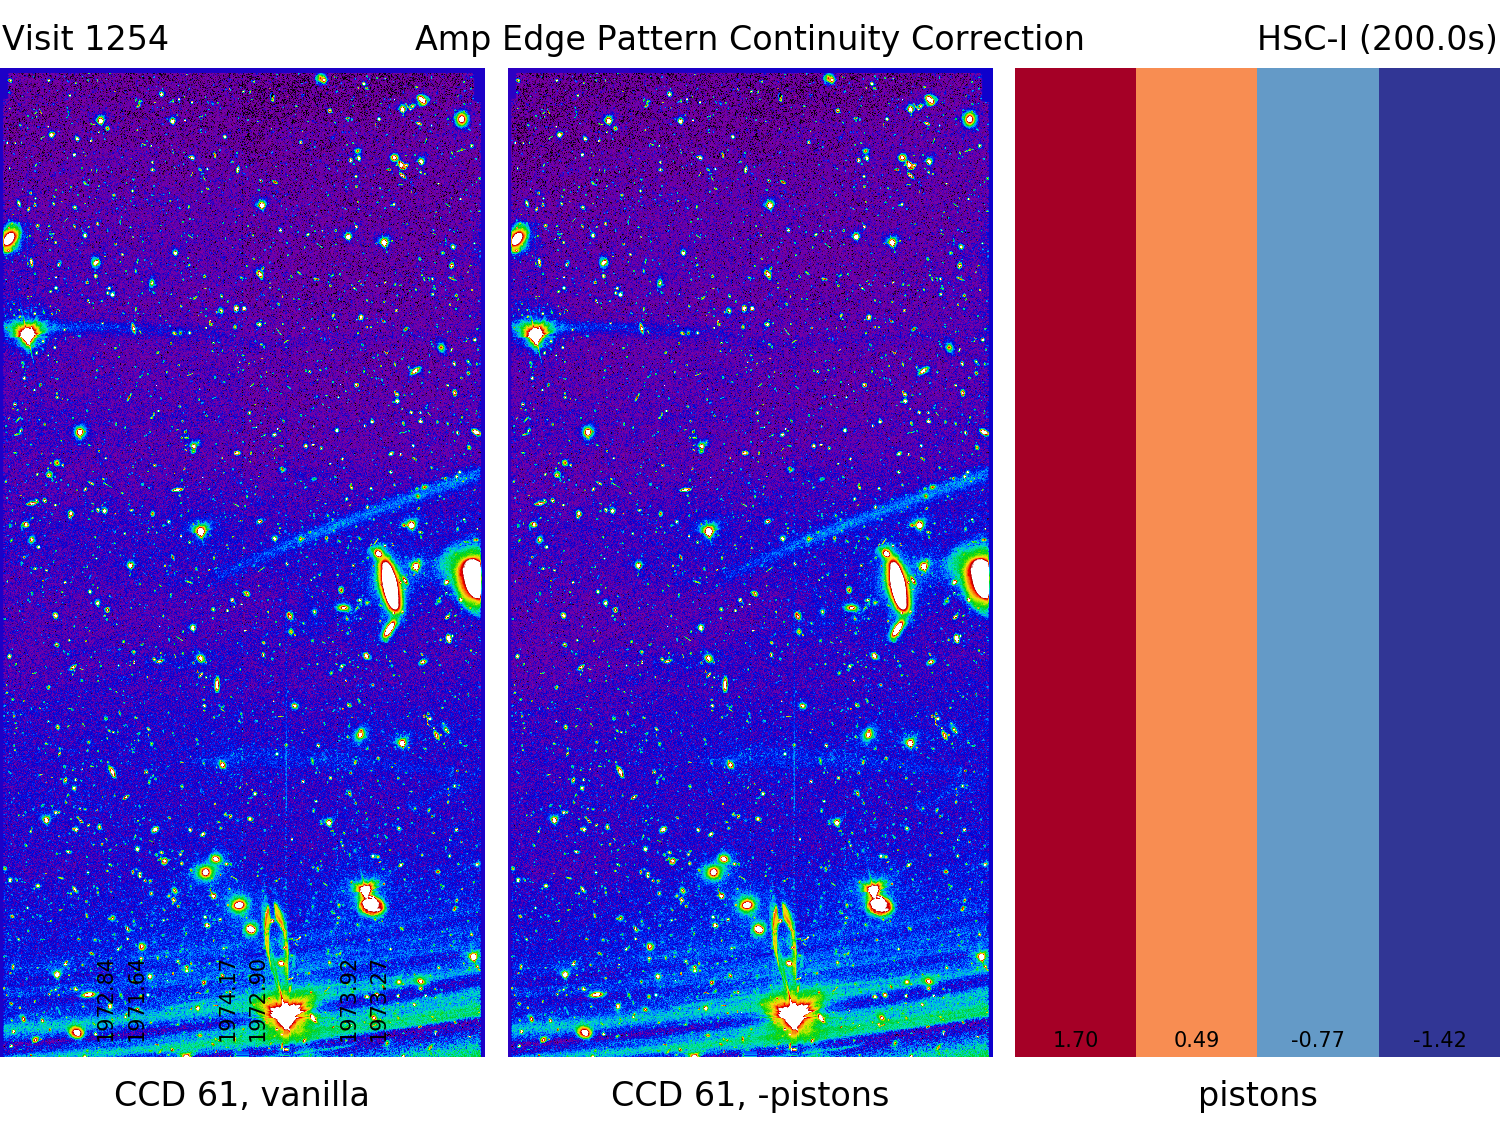 Visit 1254 Amp Edge Pattern Continuity Correction HSC-I (200.0s)
1972.84
1971.64
1974.17
1972.90
1973.92
1973.27
1.70 0.49 -0.77 -1.42
CCD 61, vanilla CCD 61, -pistons pistons